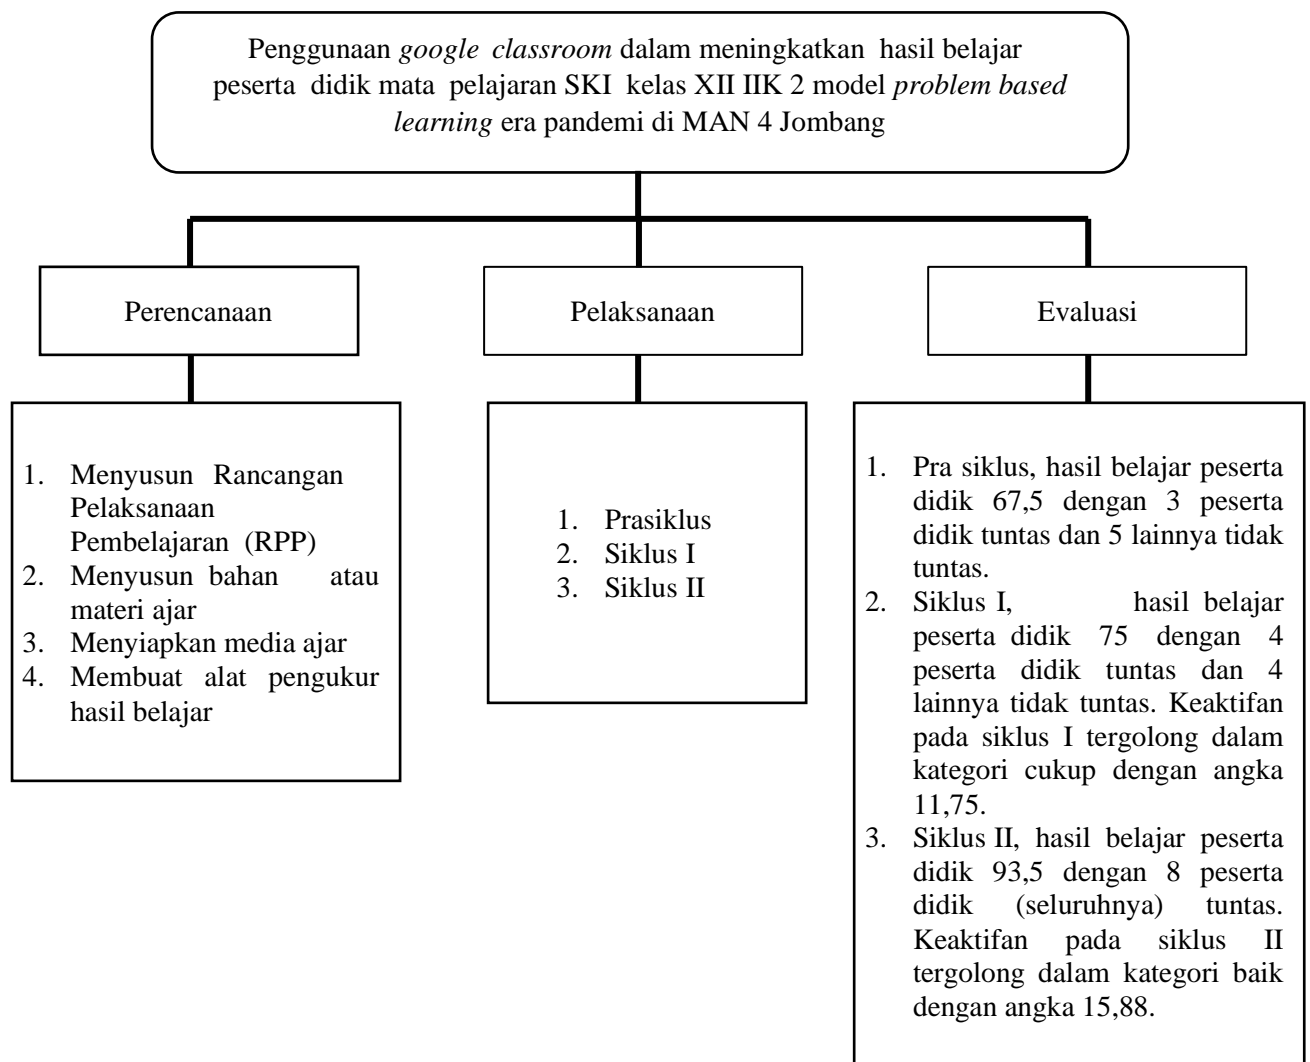 Penggunaan google classroom dalam meningkatkan hasil belajar
peserta didik mata pelajaran SKI kelas XII IIK 2 model problem based
learning era pandemi di MAN 4 Jombang
Perencanaan
Pelaksanaan
Evaluasi
1. Menyusun Rancangan
Pelaksanaan
Pembelajaran (RPP)
2. Menyusun bahan atau
materi ajar
3. Menyiapkan media ajar
4. Membuat alat pengukur
hasil belajar
1. Prasiklus
2. Siklus I
3. Siklus II
1. Pra siklus, hasil belajar peserta
didik 67,5 dengan 3 peserta
didik tuntas dan 5 lainnya tidak
tuntas.
2. Siklus I, hasil belajar
peserta didik 75 dengan 4
peserta didik tuntas dan 4
lainnya tidak tuntas. Keaktifan
pada siklus I tergolong dalam
kategori cukup dengan angka
11,75.
3. Siklus II, hasil belajar peserta
didik 93,5 dengan 8 peserta
didik (seluruhnya) tuntas.
Keaktifan pada siklus II
tergolong dalam kategori baik
dengan angka 15,88.